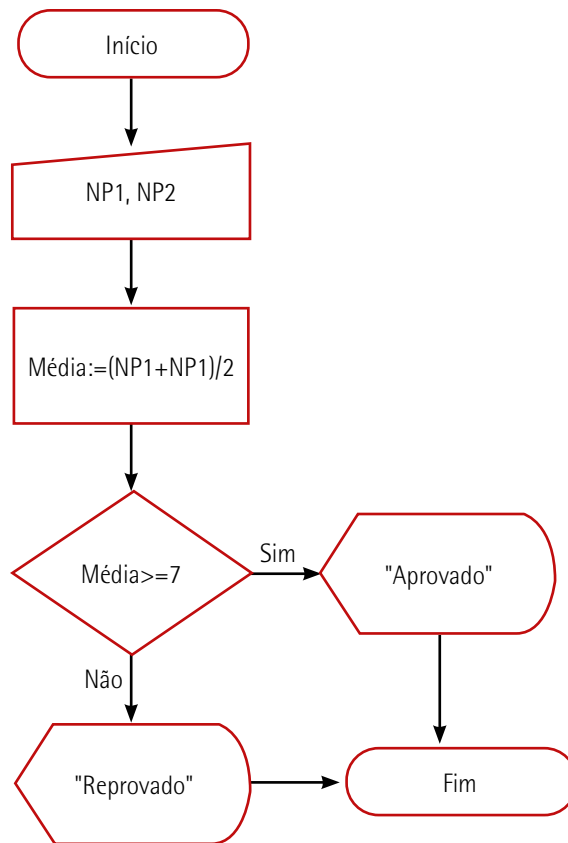 Início
NP1, NP2
Média:=(NP1+NP1)/2
Média>=7
Sim
"Aprovado"
Não
"Reprovado"
Fim